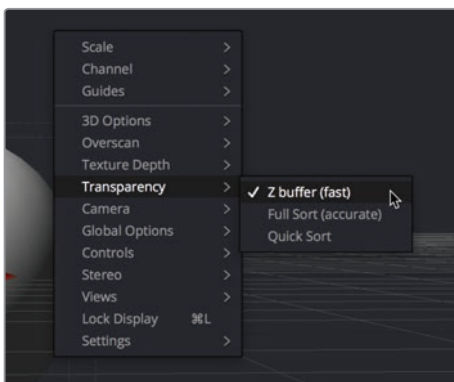 Scale
Channel
Guides
3D Options
Overscan
Texture Depth
Transparency
Z buffer (fast)
Full Sort (accurate)
Quick Sort
Camera
Global Options
Controls
Stereo
Views
Lock Display ⌘L
Settings